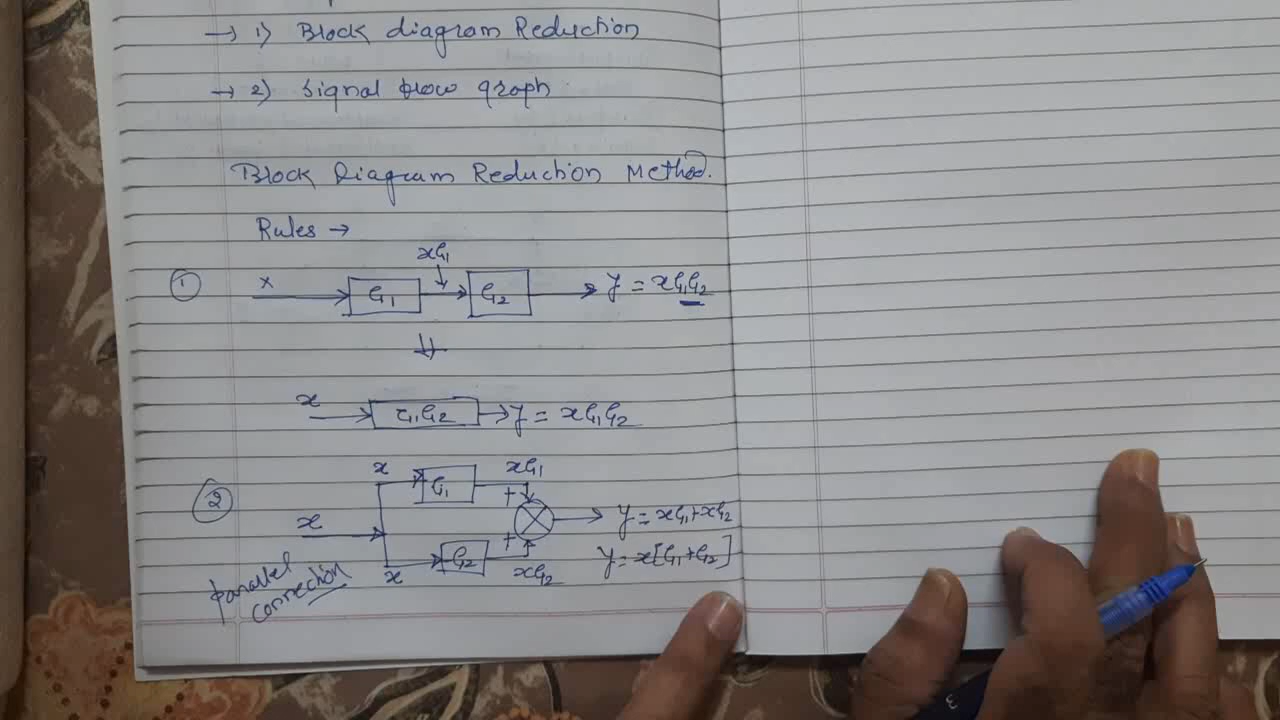 → 1) Block diagram Reduction
→ 2) Signal flow graph
Block Diagram Reduction Method.
Rules →
xG1
① x G1 G2 y = xG1G2
x G1G2 y = xG1G2
② x G1 xG1
+
x y = xG1+xG2
+
x G2 xG2 y = x[G1+G2]
parallel
connection
3